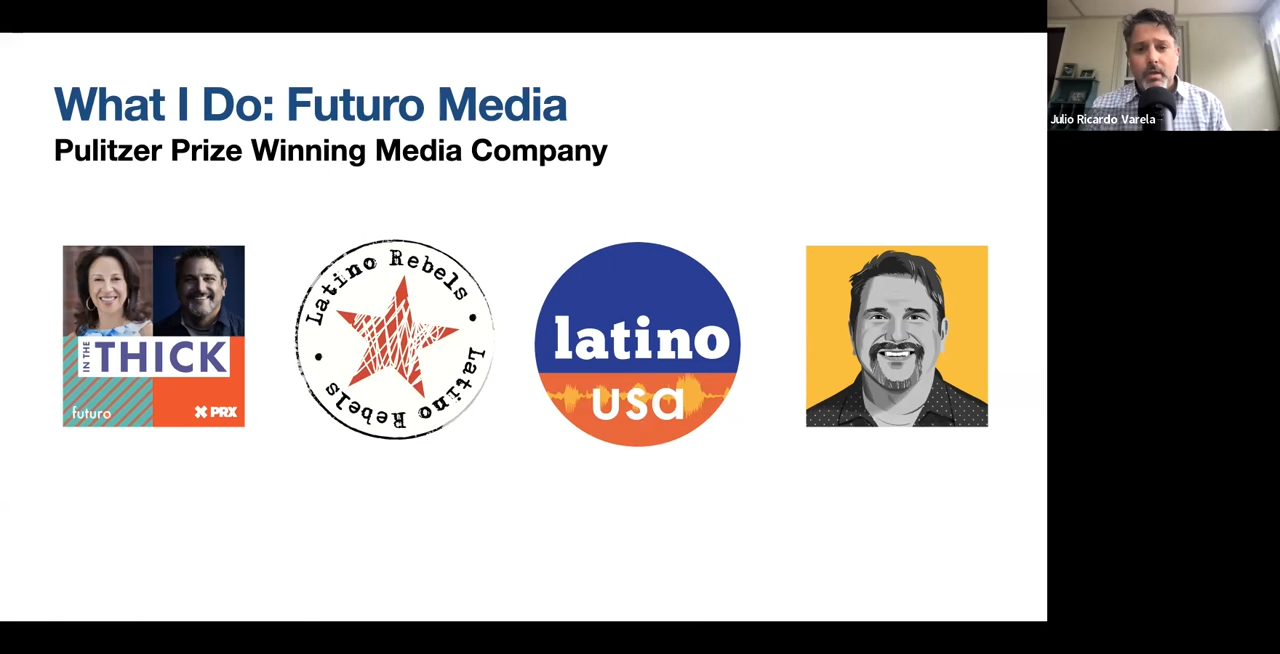 What I Do: Futuro Media
Pulitzer Prize Winning Media Company
Julio Ricardo Varela
IN THE
THICK
futuro
PRX
Latino Rebels
Latino Rebels
latino
usa